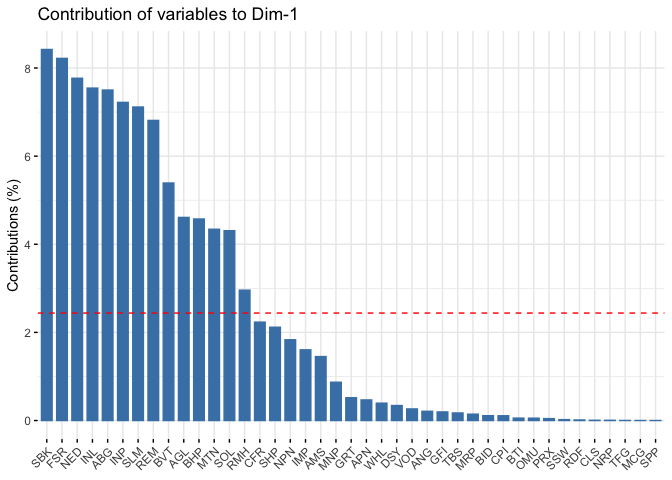 Contribution of variables to Dim-1
Contributions (%)
8
6
4
2
0
SBK FSR NED INL ABG INP SLM REM BVT AGL BHP MTN SOL RMH CFR SHP NPN IMP AMS MNP GRT APN WHL DSY VOD ANG GFI TBS MRP BID CPI BTI OMU PRX SSW RDF CLS NRP TFG MCG SPP